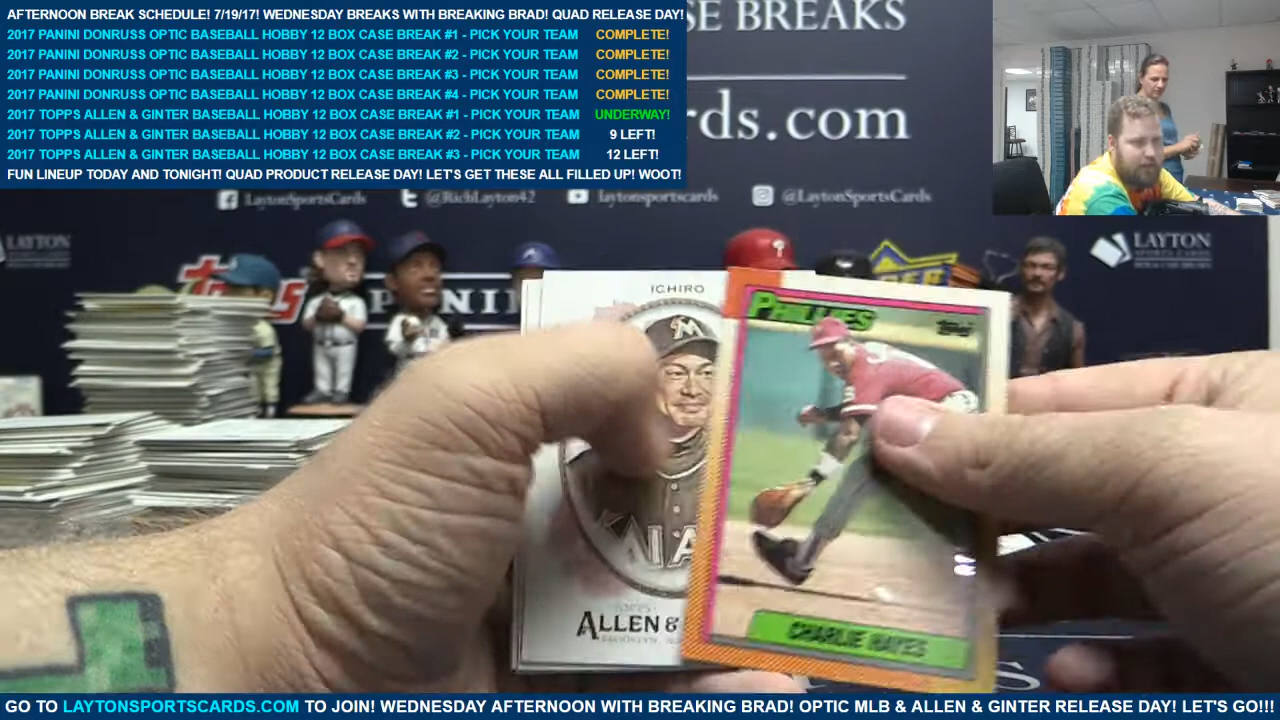 AFTERNOON BREAK SCHEDULE! 7/19/17! WEDNESDAY BREAKS WITH BREAKING BRAD! QUAD RELEASE DAY!
2017 PANINI DONRUSS OPTIC BASEBALL HOBBY 12 BOX CASE BREAK #1 - PICK YOUR TEAM COMPLETE!
2017 PANINI DONRUSS OPTIC BASEBALL HOBBY 12 BOX CASE BREAK #2 - PICK YOUR TEAM COMPLETE!
2017 PANINI DONRUSS OPTIC BASEBALL HOBBY 12 BOX CASE BREAK #3 - PICK YOUR TEAM COMPLETE!
2017 PANINI DONRUSS OPTIC BASEBALL HOBBY 12 BOX CASE BREAK #4 - PICK YOUR TEAM COMPLETE!
2017 TOPPS ALLEN & GINTER BASEBALL HOBBY 12 BOX CASE BREAK #1 - PICK YOUR TEAM UNDERWAY!
2017 TOPPS ALLEN & GINTER BASEBALL HOBBY 12 BOX CASE BREAK #2 - PICK YOUR TEAM 9 LEFT!
2017 TOPPS ALLEN & GINTER BASEBALL HOBBY 12 BOX CASE BREAK #3 - PICK YOUR TEAM 12 LEFT!
FUN LINEUP TODAY AND TONIGHT! QUAD PRODUCT RELEASE DAY! LET'S GET THESE ALL FILLED UP! WOOT!
SE BREAKS
rds.com
LaytonSportsCards @RichLayton42 laytonsportscards @LaytonSportsCards
LAYTON
LAYTON
topps
PANINI
ICHIRO
PHILLIES
Topps
MIA
TOPPS
ALLEN &
BROOKLYN,
CHARLIE HAYES
GO TO LAYTONSPORTSCARDS.COM TO JOIN! WEDNESDAY AFTERNOON WITH BREAKING BRAD! OPTIC MLB & ALLEN & GINTER RELEASE DAY! LET'S GO!!!